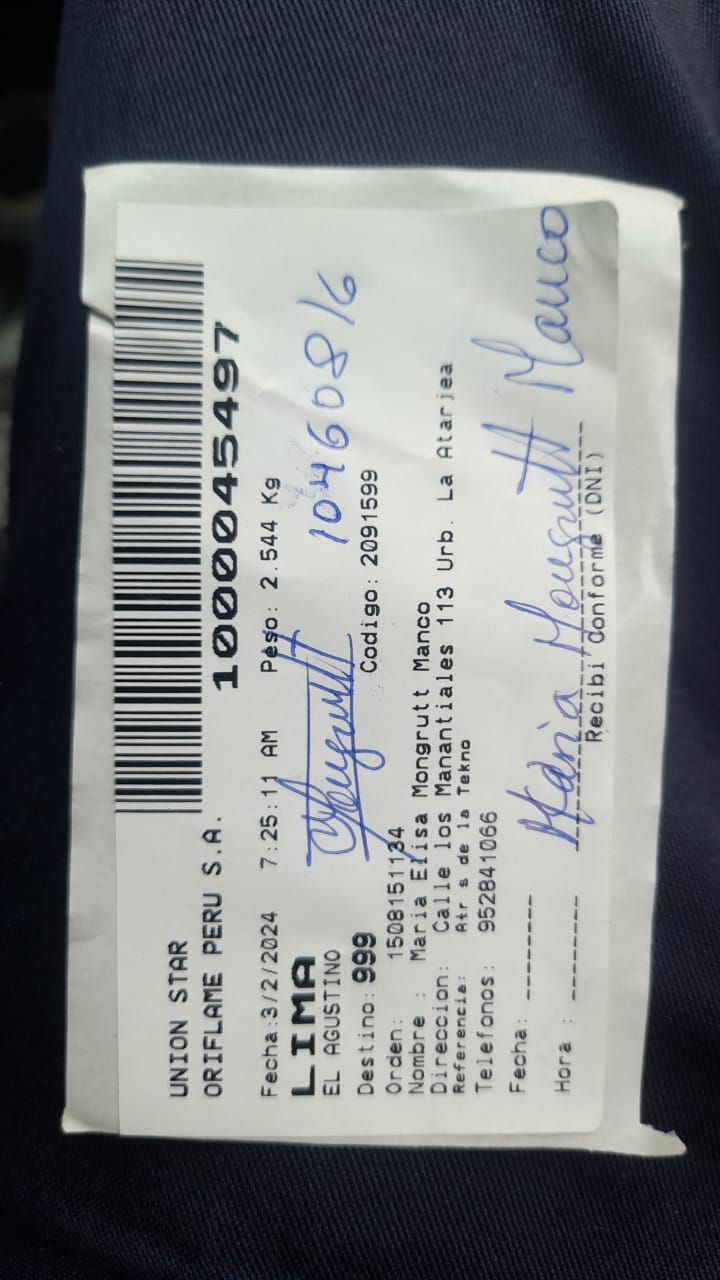 UNION STAR
ORIFLAME PERU S.A.
1000045497
Fecha:3/2/2024 7:25:11 AM Peso: 2.544 Kg
LIMA
EL AGUSTINO
Mongrutt 10460816
Destino: 999 Codigo: 2091599
Orden: 1508151134
Nombre : Maria Elisa Mongrutt Manco
Direccion: Calle los Manantiales 113 Urb. La Atarjea
Referencia: Atr s de la Tekno
Telefonos: 952841066
Fecha: --------
Maria Mongrutt Manco
Hora : --------
Recibi Conforme (DNI)